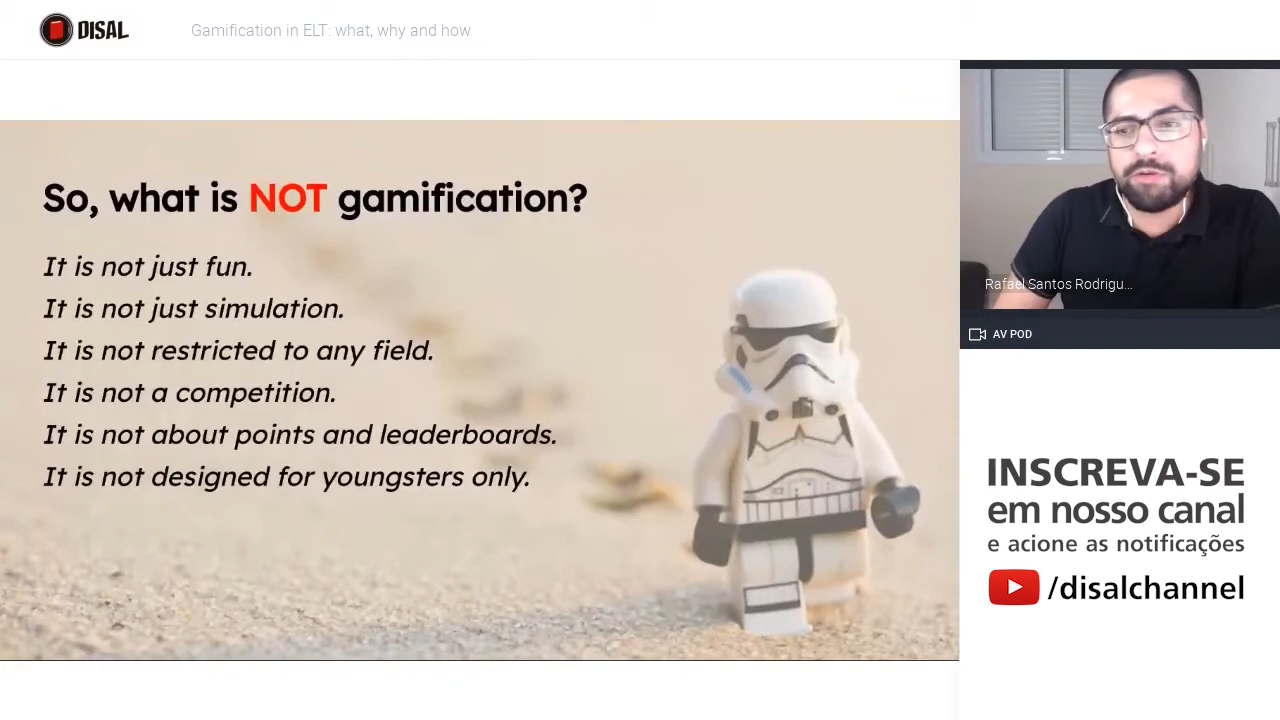 DISAL
Gamification in ELT: what, why and how
So, what is NOT gamification?
It is not just fun.
It is not just simulation.
It is not restricted to any field.
It is not a competition.
It is not about points and leaderboards.
It is not designed for youngsters only.
Rafael Santos Rodrigu...
AV POD
INSCREVA-SE
em nosso canal
e acione as notificações
/disalchannel